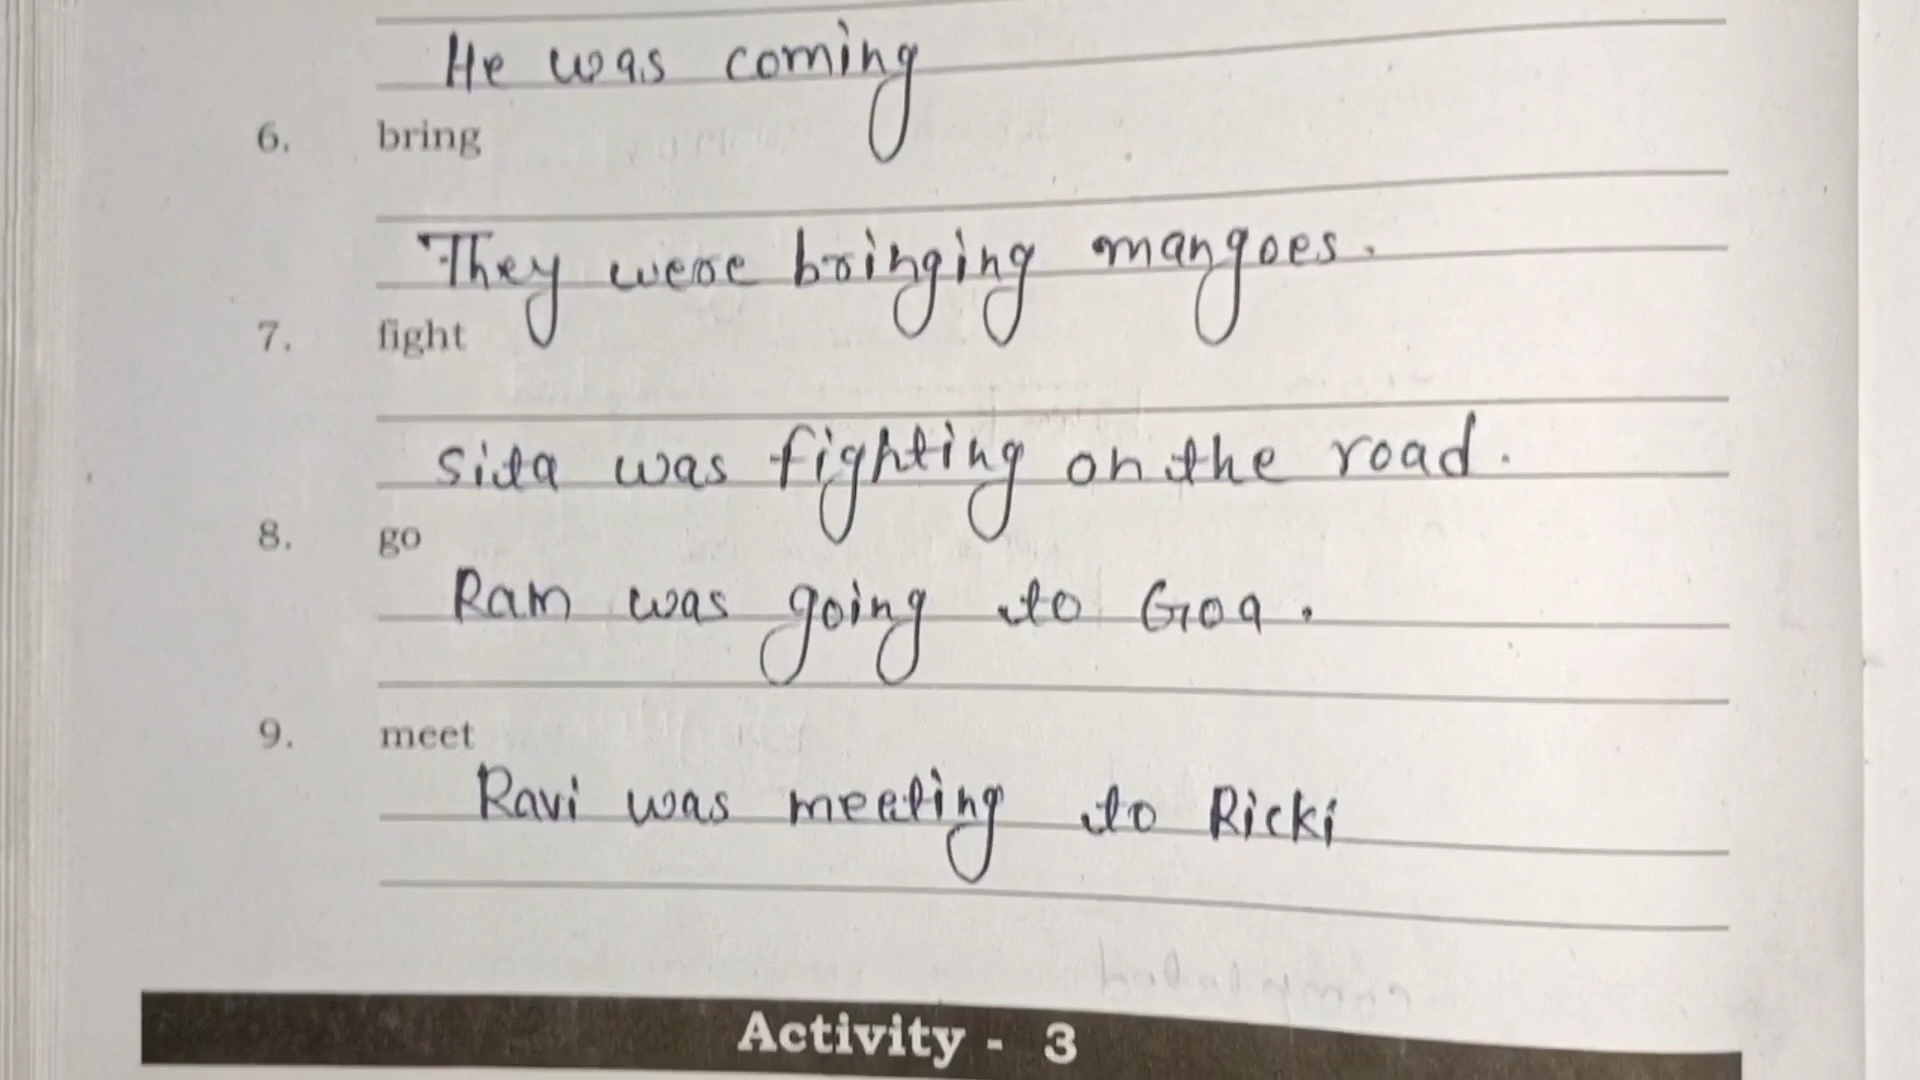 He was coming
6. bring
They were bringing mangoes.
7. fight
Sita was fighting on the road.
8. go
Ram was going to Goa.
9. meet
Ravi was meeting to Ricki
Activity - 3